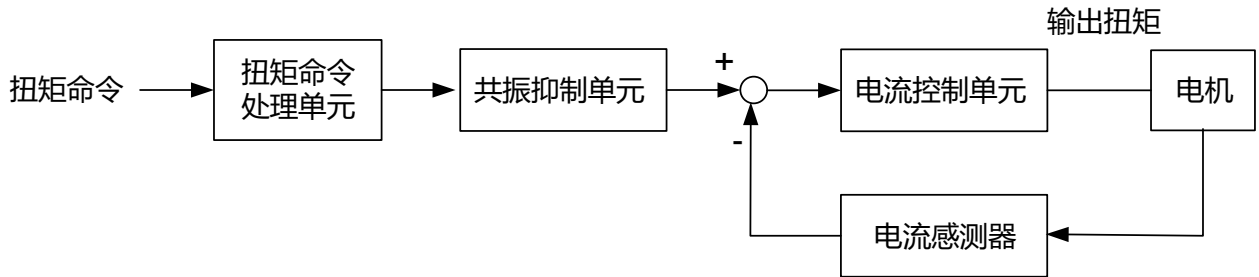 输出扭矩
扭矩命令
扭矩命令
处理单元
共振抑制单元
+
-
电流控制单元
电机
电流感测器